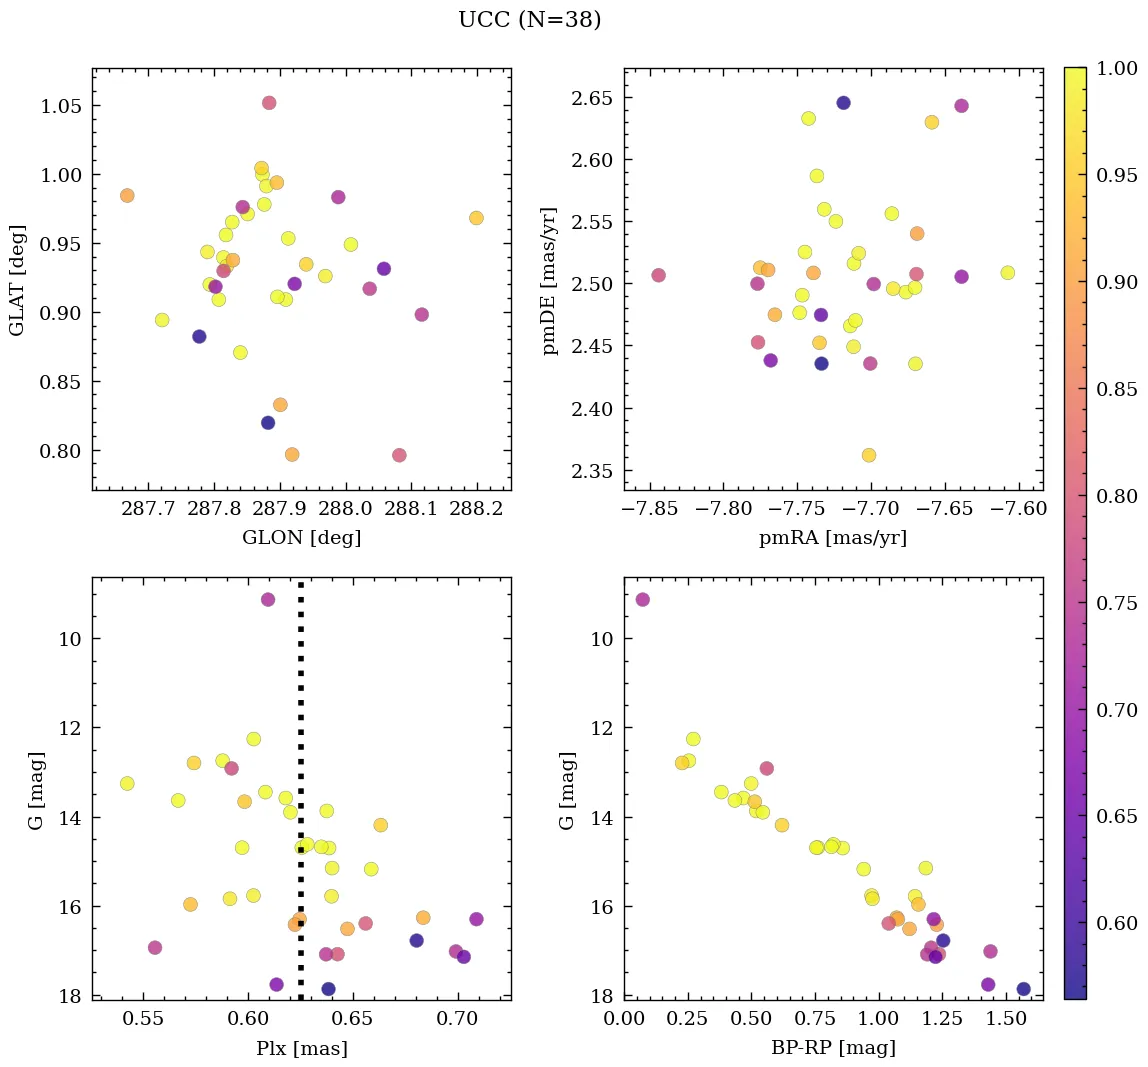 UCC (N=38)
1.05
1.00
0.95
0.90
0.85
0.80
GLAT [deg]
287.7 287.8 287.9 288.0 288.1 288.2
GLON [deg]
2.65
2.60
2.55
2.50
2.45
2.40
2.35
pmDE [mas/yr]
−7.85 −7.80 −7.75 −7.70 −7.65 −7.60
pmRA [mas/yr]
10
12
14
16
18
G [mag]
0.55 0.60 0.65 0.70
Plx [mas]
10
12
14
16
18
G [mag]
0.00 0.25 0.50 0.75 1.00 1.25 1.50
BP-RP [mag]
1.00
0.95
0.90
0.85
0.80
0.75
0.70
0.65
0.60